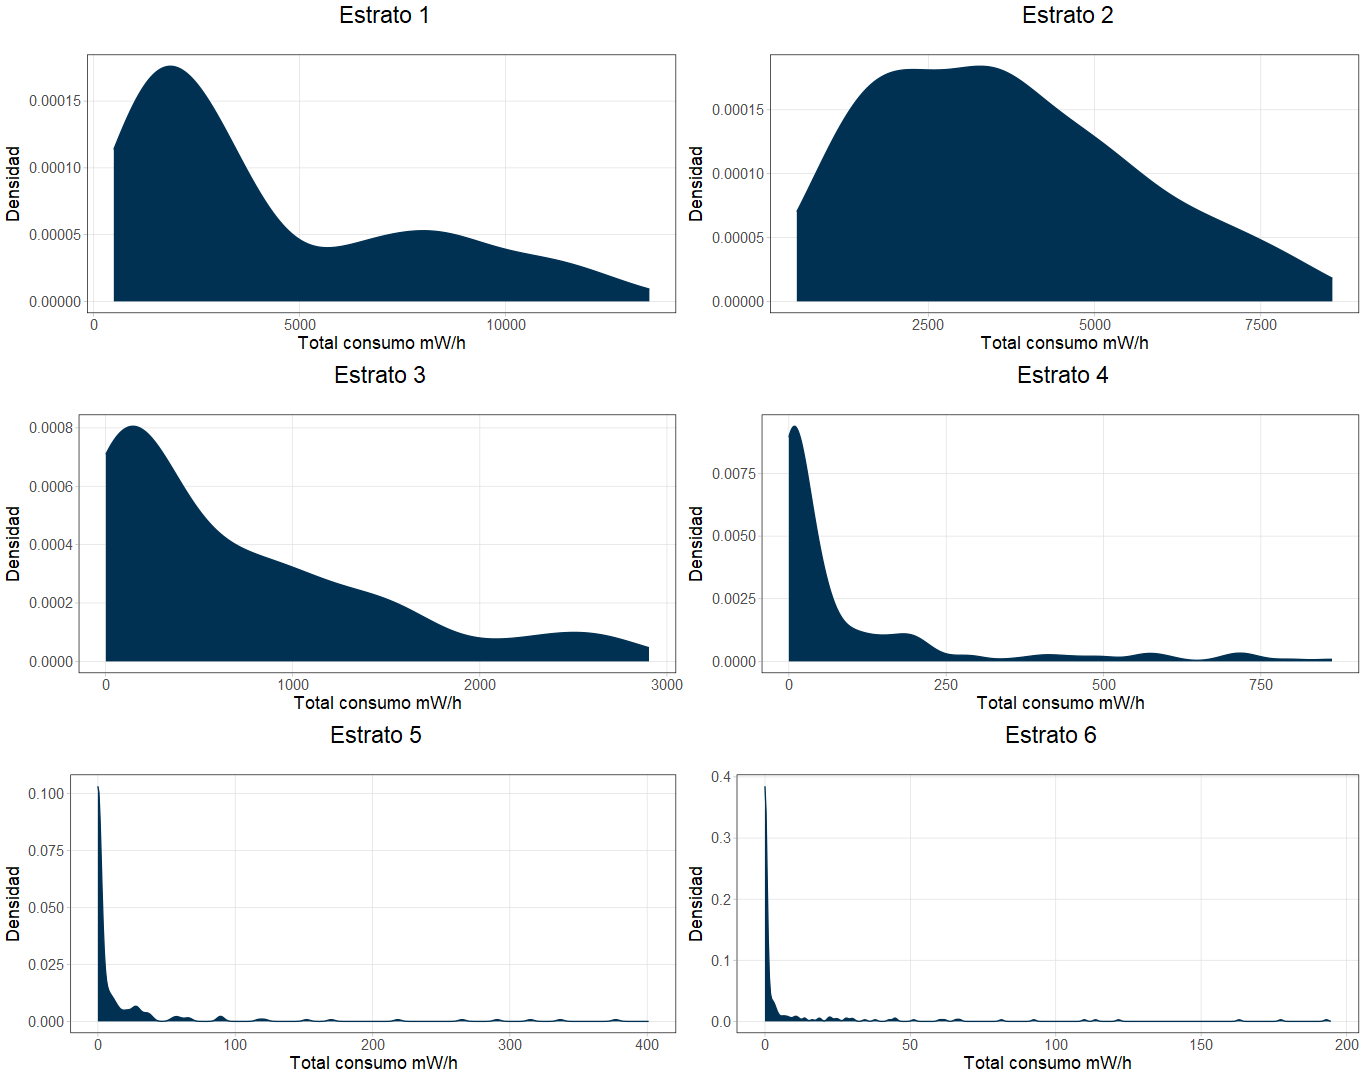 Estrato 1
Densidad
0.00015
0.00010
0.00005
0.00000
0 5000 10000
Total consumo mW/h
Estrato 2
Densidad
0.00015
0.00010
0.00005
0.00000
2500 5000 7500
Total consumo mW/h
Estrato 3
Densidad
0.0008
0.0006
0.0004
0.0002
0.0000
0 1000 2000 3000
Total consumo mW/h
Estrato 4
Densidad
0.0075
0.0050
0.0025
0.0000
0 250 500 750
Total consumo mW/h
Estrato 5
Densidad
0.100
0.075
0.050
0.025
0.000
0 100 200 300 400
Total consumo mW/h
Estrato 6
Densidad
0.4
0.3
0.2
0.1
0.0
0 50 100 150 200
Total consumo mW/h